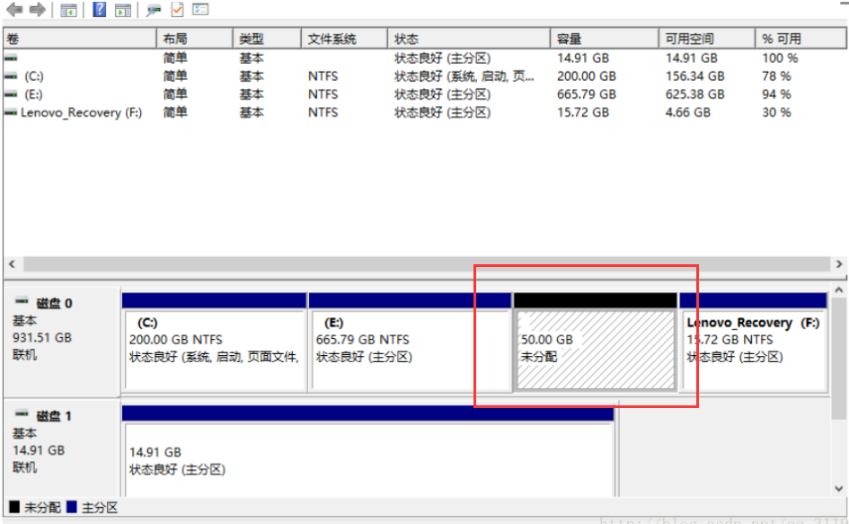 卷 布局 类型 文件系统 状态 容量 可用空间 % 可用
简单 基本 状态良好 (主分区) 14.91 GB 14.91 GB 100 %
(C:) 简单 基本 NTFS 状态良好 (系统, 启动, 页... 200.00 GB 156.34 GB 78 %
(E:) 简单 基本 NTFS 状态良好 (主分区) 665.79 GB 625.38 GB 94 %
Lenovo_Recovery (F:) 简单 基本 NTFS 状态良好 (主分区) 15.72 GB 4.66 GB 30 %
磁盘 0
基本
931.51 GB
联机
(C:)
200.00 GB NTFS
状态良好 (系统, 启动, 页面文件,
(E:)
665.79 GB NTFS
状态良好 (主分区)
50.00 GB
未分配
Lenovo_Recovery (F:)
15.72 GB NTFS
状态良好 (主分区)
磁盘 1
基本
14.91 GB
联机
14.91 GB
状态良好 (主分区)
未分配 主分区